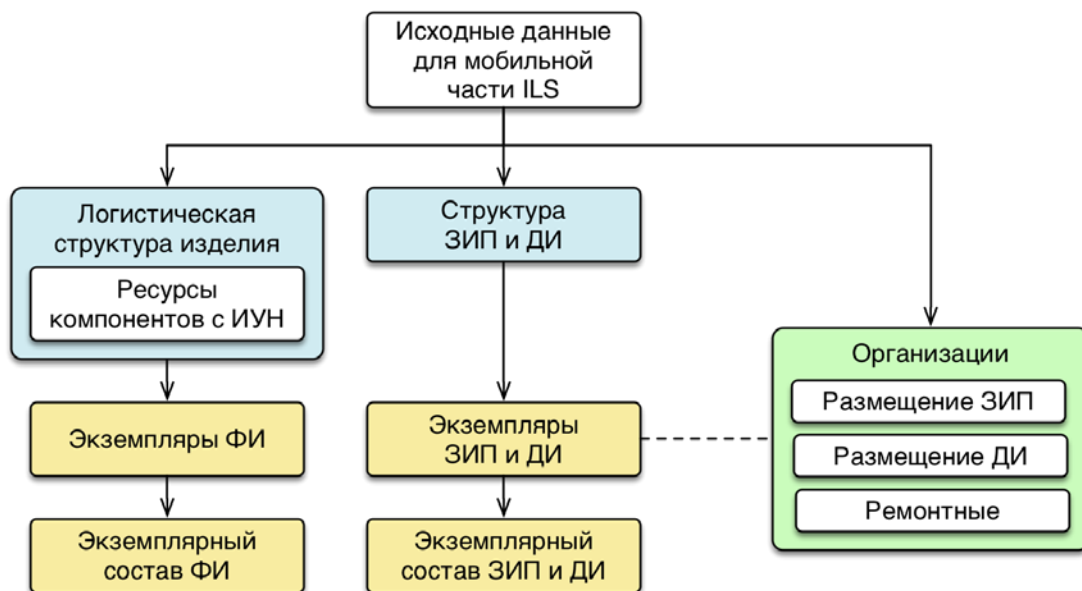 Исходные данные
для мобильной
части ILS
Логистическая
структура изделия
Ресурсы
компонентов с ИУН
Структура
ЗИП и ДИ
Организации
Размещение ЗИП
Размещение ДИ
Ремонтные
Экземпляры ФИ
Экземпляры
ЗИП и ДИ
Экземплярный
состав ФИ
Экземплярный
состав ЗИП и ДИ